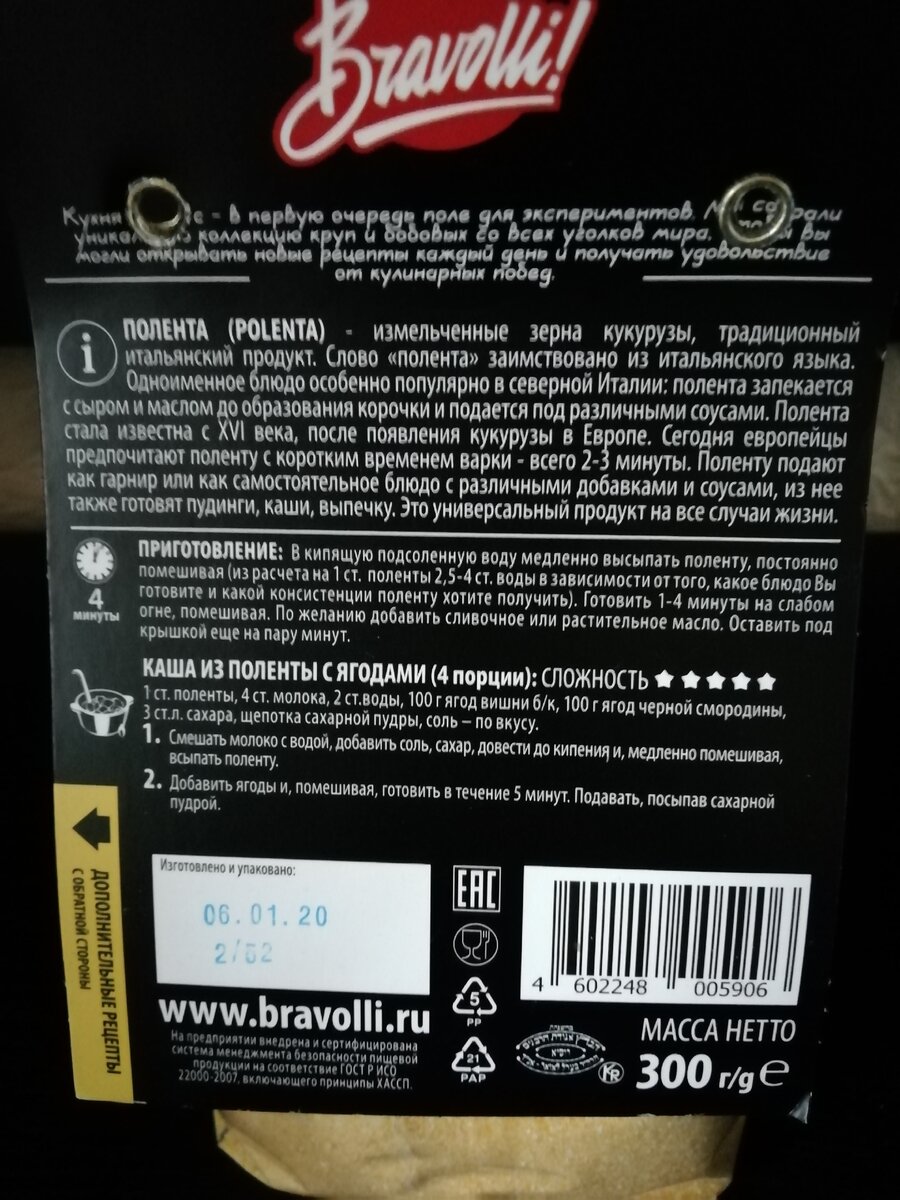 Bravolli!
Кухня - в первую очередь поле для экспериментов.
коллекцию круп и бобовых со всех уголков мира. вы
могли открывать новые рецепты каждый день и получать удовольствие
от кулинарных побед.
i
ПОЛЕНТА (POLENTA) - измельченные зерна кукурузы, традиционный
итальянский продукт. Слово «полента» заимствовано из итальянского языка.
Одноименное блюдо особенно популярно в северной Италии: полента запекается
с сыром и маслом до образования корочки и подается под различными соусами. Полента
стала известна с XVI века, после появления кукурузы в Европе. Сегодня европейцы
предпочитают поленту с коротким временем варки - всего 2-3 минуты. Поленту подают
как гарнир или как самостоятельное блюдо с различными добавками и соусами, из нее
также готовят пудинги, каши, выпечку. Это универсальный продукт на все случаи жизни.
4
минуты
ПРИГОТОВЛЕНИЕ: В кипящую подсоленную воду медленно высыпать поленту, постоянно
помешивая (из расчета на 1 ст. поленты 2,5-4 ст. воды в зависимости от того, какое блюдо Вы
готовите и какой консистенции поленту хотите получить). Готовить 1-4 минуты на слабом
огне, помешивая. По желанию добавить сливочное или растительное масло. Оставить под
крышкой еще на пару минут.
КАША ИЗ ПОЛЕНТЫ С ЯГОДАМИ (4 порции): СЛОЖНОСТЬ
1 ст. поленты, 4 ст. молока, 2 ст.воды, 100 г ягод вишни б/к, 100 г ягод черной смородины,
3 ст.л. сахара, щепотка сахарной пудры, соль – по вкусу.
1. Смешать молоко с водой, добавить соль, сахар, довести до кипения и, медленно помешивая,
всыпать поленту.
2. Добавить ягоды и, помешивая, готовить в течение 5 минут. Подавать, посыпав сахарной
пудрой.
ДОПОЛНИТЕЛЬНЫЕ РЕЦЕПТЫ
С ОБРАТНОЙ СТОРОНЫ
Изготовлено и упаковано:
06.01.20
2/52
www.bravolli.ru
На предприятии внедрена и сертифицирована
система менеджмента безопасности пищевой
продукции на соответствие ГОСТ Р ИСО
22000-2007, включающего принципы ХАССП.
EAC
5
PP
21
PAP
4 602248 005906
KR
МАССА НЕТТО
300 г/g e